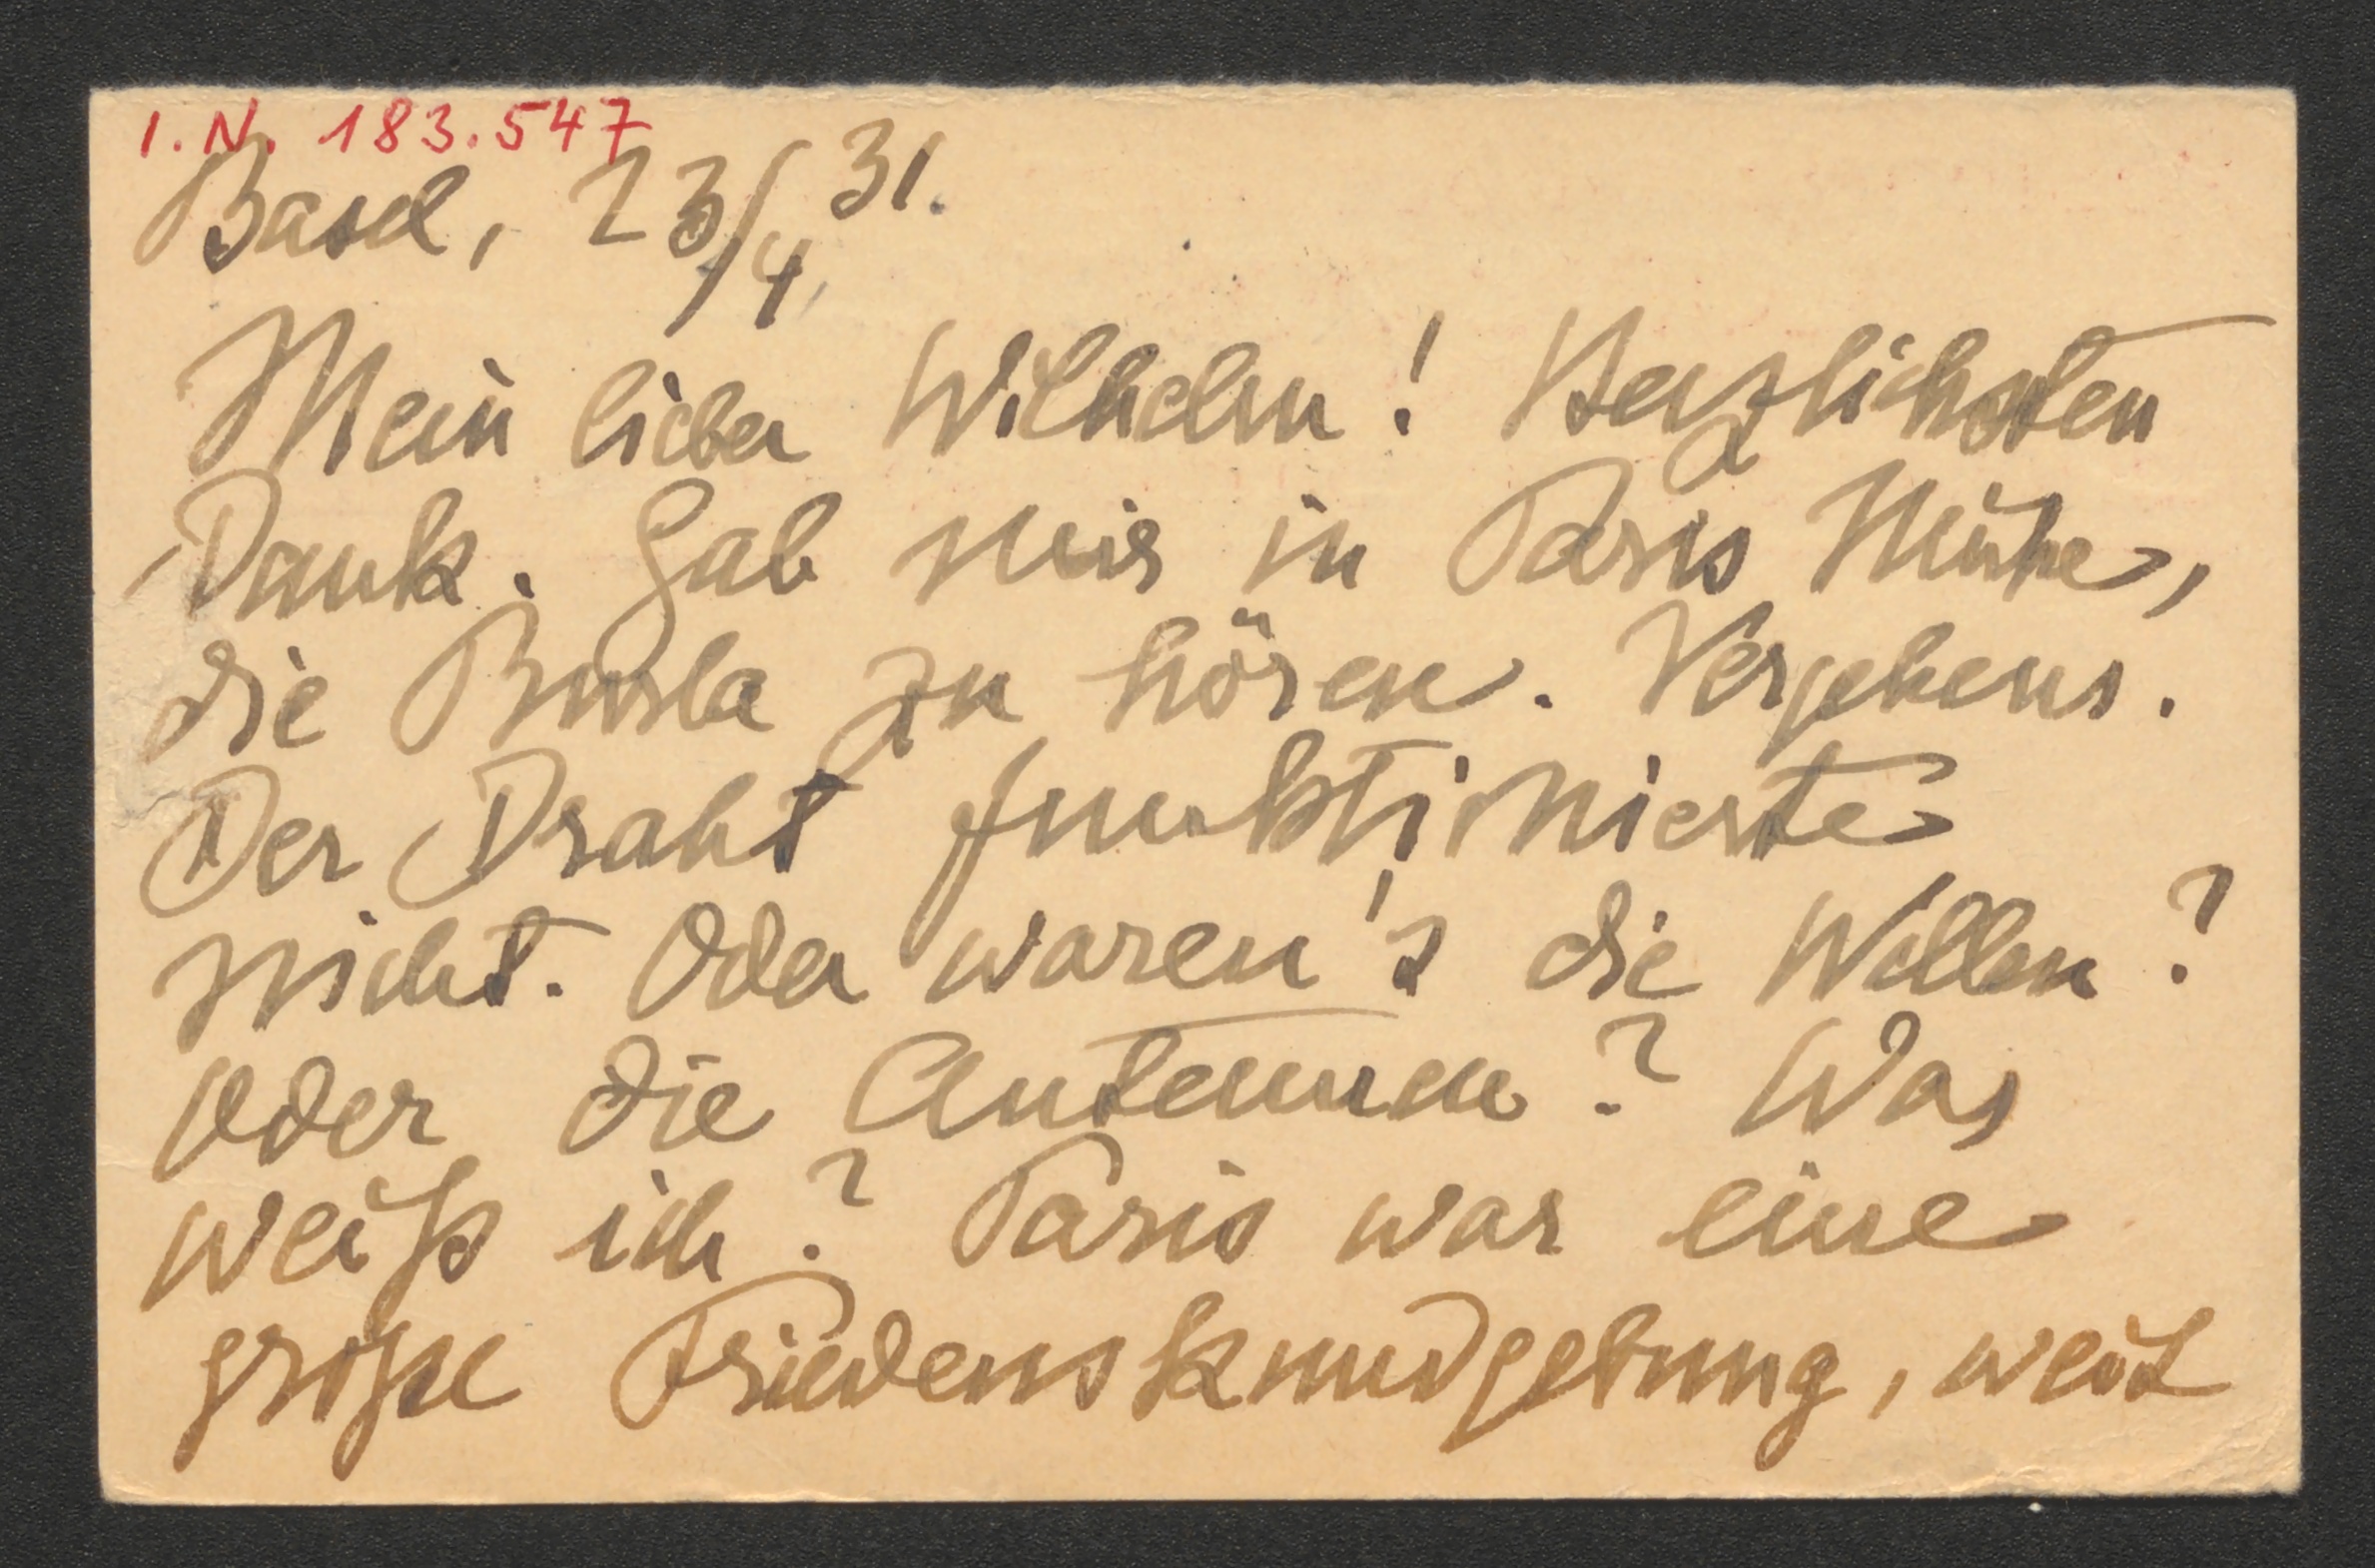 I.N. 183.547
Basel, 23/4 31.
Mein lieber Wilhelm! Herzlichsten
Dank. Gab mir in Paris Mühe,
die Burla zu hören. Vergebens.
Der Draht funktionierte
nicht. Oder waren's die Wellen?
Oder die Antennen? Was
weiß ich? Paris war eine
große Friedenskundgebung, weit